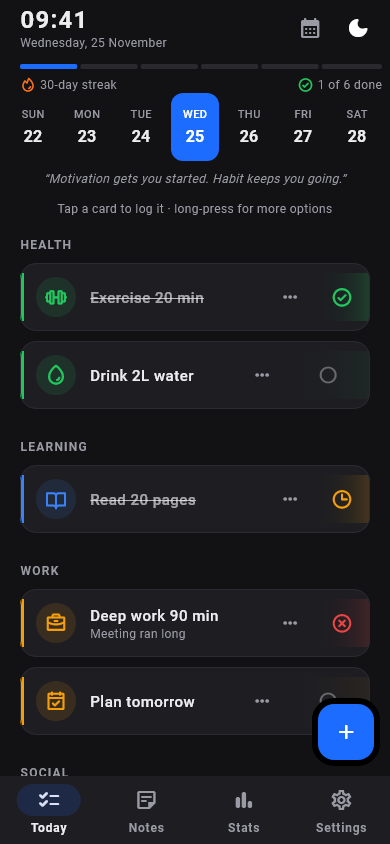 09:41
Wednesday, 25 November
30-day streak
1 of 6 done
SUN MON TUE WED THU FRI SAT
22 23 24 25 26 27 28
“Motivation gets you started. Habit keeps you going.”
Tap a card to log it · long-press for more options
HEALTH
Exercise 20 min
Drink 2L water
LEARNING
Read 20 pages
WORK
Deep work 90 min
Meeting ran long
Plan tomorrow
SOCIAL
Today Notes Stats Settings